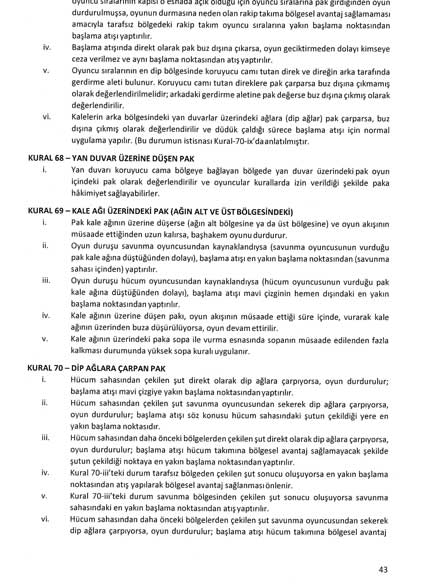 oyuncu sıralarının kapısı o esnada açık olduğu için oyuncu sıralarına pak girdiğinden oyun
durdurulmuşsa, oyunun durmasına neden olan rakip takıma bölgesel avantaj sağlamaması
amacıyla tarafsız bölgedeki rakip takım oyuncu sıralarına yakın başlama noktasından
başlama atışı yaptırılır.
iv. Başlama atışında direkt olarak pak buz dışına çıkarsa, oyun geciktirmeden dolayı kimseye
ceza verilmez ve aynı başlama noktasından atış yaptırılır.
v. Oyuncu sıralarının en dip bölgesinde koruyucu camı tutan direk ve direğin arka tarafında
gerdirme aleti bulunur. Koruyucu camı tutan direklere pak çarparsa buz dışına çıkmamış
olarak değerlendirilmelidir; arkadaki gerdirme aletine pak değerse buz dışına çıkmış olarak
değerlendirilir.
vi. Kalelerin arka bölgesindeki yan duvarlar üzerindeki ağlara (dip ağlar) pak çarparsa, buz
dışına çıkmış olarak değerlendirilir ve düdük çaldığı sürece başlama atışı için normal
uygulama yapılır. (Bu durumun istisnası Kural-70-ix'da anlatılmıştır.
KURAL 68 – YAN DUVAR ÜZERİNE DÜŞEN PAK
i. Yan duvarı koruyucu cama bölgeye bağlayan bölgede yan duvar üzerindeki pak oyun
içindeki pak olarak değerlendirilir ve oyuncular kurallarda izin verildiği şekilde paka
hâkimiyet sağlayabilirler.
KURAL 69 – KALE AĞI ÜZERİNDEKİ PAK (AĞIN ALT VE ÜST BÖLGESİNDEKİ)
i. Pak kale ağının üzerine düşerse (ağın alt bölgesine ya da üst bölgesine) ve oyun akışının
müsaade ettiğinden uzun kalırsa, başhakem oyunu durdurur.
ii. Oyun duruşu savunma oyuncusundan kaynaklandıysa (savunma oyuncusunun vurduğu
pak kale ağına düştüğünden dolayı), başlama atışı en yakın başlama noktasından (savunma
sahası içinden) yaptırılır.
iii. Oyun duruşu hücum oyuncusundan kaynaklandıysa (hücum oyuncusunun vurduğu pak
kale ağına düştüğünden dolayı), başlama atışı mavi çizginin hemen dışındaki en yakın
başlama noktasından yaptırılır.
iv. Kale ağının üzerine düşen pakı, oyun akışının müsaade ettiği süre içinde, vurarak kale
ağının üzerinden buza düşürülüyorsa, oyun devam ettirilir.
v. Kale ağının üzerindeki paka sopa ile vurma esnasında sopanın müsaade edilenden fazla
kalkması durumunda yüksek sopa kuralı uygulanır.
KURAL 70 – DİP AĞLARA ÇARPAN PAK
i. Hücum sahasından çekilen şut direkt olarak dip ağlara çarpıyorsa, oyun durdurulur;
başlama atışı mavi çizgiye yakın başlama noktasından yaptırılır.
ii. Hücum sahasından çekilen şut savunma oyuncusundan sekerek dip ağlara çarpıyorsa,
oyun durdurulur; başlama atışı söz konusu hücum sahasındaki şutun çekildiği yere en
yakın başlama noktasıdır.
iii. Hücum sahasından daha önceki bölgelerden çekilen şut direkt olarak dip ağlara çarpıyorsa,
oyun durdurulur; başlama atışı hücum takımına bölgesel avantaj sağlamayacak şekilde
şutun çekildiği noktaya en yakın başlama noktasından yaptırılır.
iv. Kural 70-iii'teki durum tarafsız bölgeden çekilen şut sonucu oluşuyorsa en yakın başlama
noktasından atış yapılarak bölgesel avantaj sağlanması önlenir.
v. Kural 70-iii'teki durum savunma bölgesinden çekilen şut sonucu oluşuyorsa savunma
sahasındaki en yakın başlama noktasından atış yaptırılır.
vi. Hücum sahasından daha önceki bölgelerden çekilen şut savunma oyuncusundan sekerek
dip ağlara çarpıyorsa, oyun durdurulur; başlama atışı hücum takımına bölgesel avantaj
43